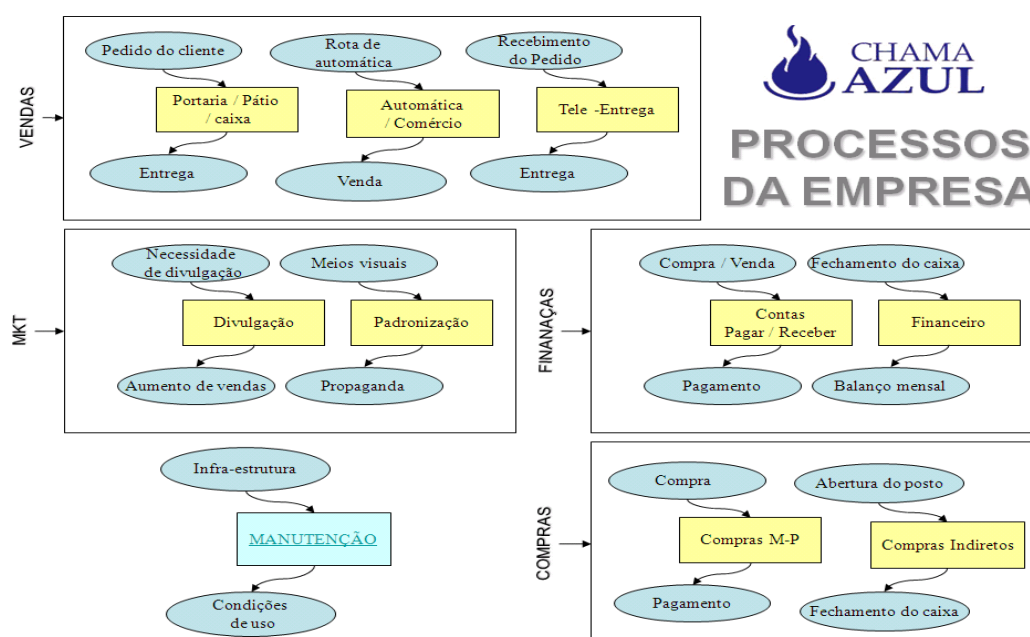 VENDAS
Pedido do cliente
Portaria / Pátio
/ caixa
Entrega
Rota de
automática
Automática
/ Comércio
Venda
Recebimento
do Pedido
Tele -Entrega
Entrega
CHAMA
AZUL
PROCESSOS
DA EMPRESA
MKT
Necessidade
de divulgação
Divulgação
Aumento de vendas
Meios visuais
Padronização
Propaganda
FINANAÇAS
Compra / Venda
Contas
Pagar / Receber
Pagamento
Fechamento do caixa
Financeiro
Balanço mensal
Infra-estrutura
MANUTENÇÃO
Condições
de uso
COMPRAS
Compra
Compras M-P
Pagamento
Abertura do posto
Compras Indiretos
Fechamento do caixa